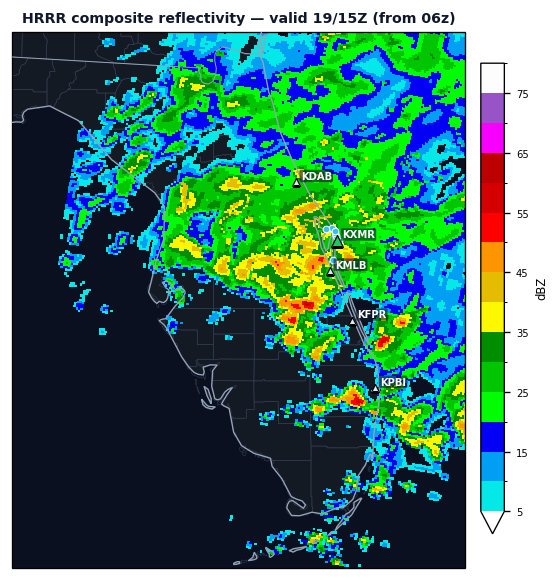 HRRR composite reflectivity — valid 19/15Z (from 06z)
KDAB
KXMR
KMLB
KFPR
KPBI
75
65
55
45
35
25
15
5
dBZ